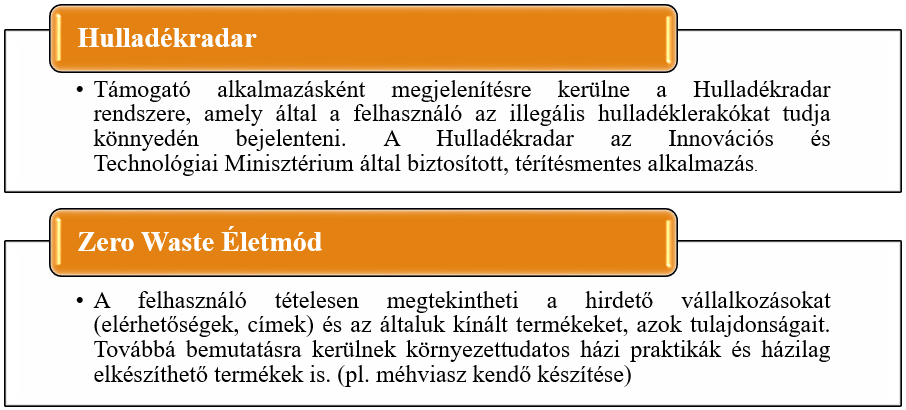 Hulladékradar
• Támogató alkalmazásként megjelenítésre kerülne a Hulladékradar
rendszere, amely által a felhasználó az illegális hulladéklerakókat tudja
könnyedén bejelenteni. A Hulladékradar az Innovációs és
Technológiai Minisztérium által biztosított, térítésmentes alkalmazás.
Zero Waste Életmód
• A felhasználó tételesen megtekintheti a hirdető vállalkozásokat
(elérhetőségek, címek) és az általuk kínált termékeket, azok tulajdonságait.
Továbbá bemutatásra kerülnek környezettudatos házi praktikák és házilag
elkészíthető termékek is. (pl. méhviasz kendő készítése)